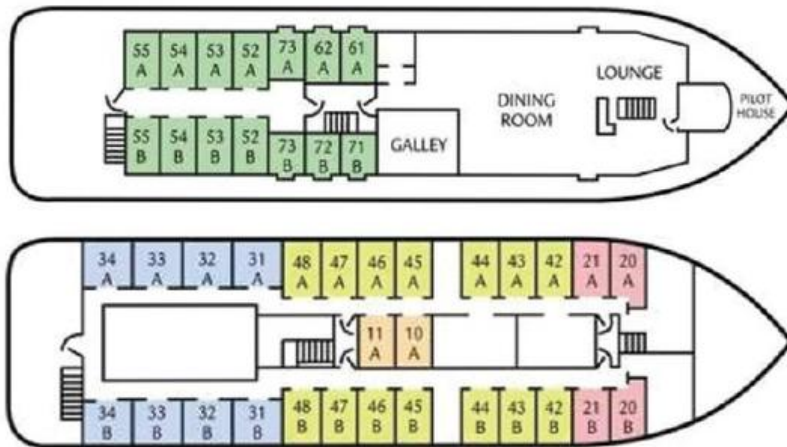 55 54 53 52 73 62 61
A A A A A A A
LOUNGE
DINING
ROOM
PILOT
HOUSE
GALLEY
55 54 53 52 73 72 71
B B B B B B B
34 33 32 31 48 47 46 45 44 43 42 21 20
A A A A A A A A A A A A A
11 10
A A
34 33 32 31 48 47 46 45 44 43 42 21 20
B B B B B B B B B B B B B